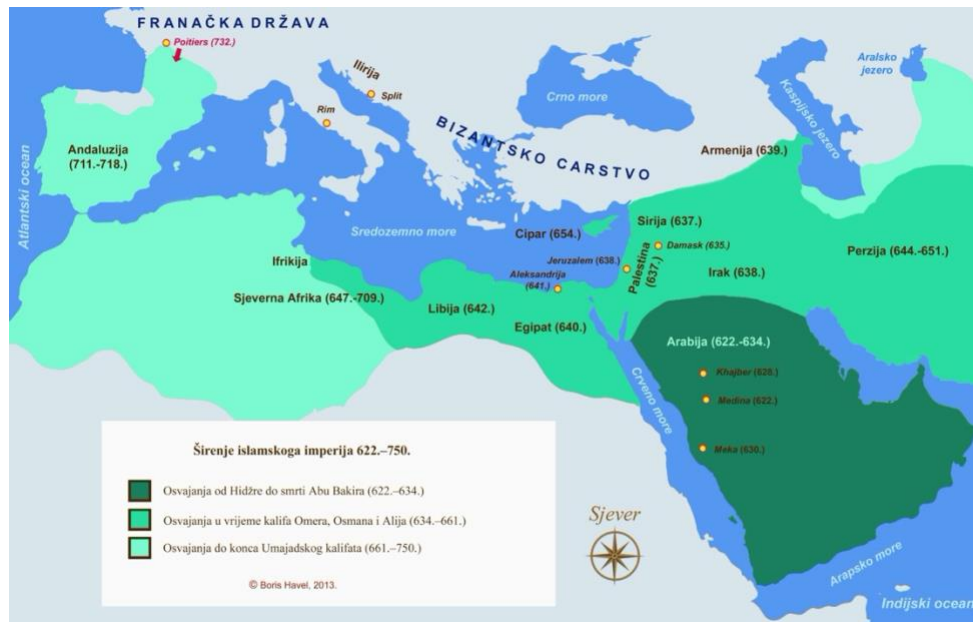 FRANAČKA DRŽAVA
Poitiers (732.)
Ilirija
Split
Rim
Crno more
Kaspijsko jezero
Aralsko
jezero
BIZANTSKO CARSTVO
Armenija (639.)
Andaluzija
(711.-718.)
Atlantski ocean
Sredozemno more
Cipar (654.)
Sirija (637.)
Damask (635.)
Jeruzalem (638.)
Palestina
(637.)
Irak (638.)
Perzija (644.-651.)
Ifrikija
Aleksandrija
(641.)
Sjeverna Afrika (647.-709.)
Libija (642.)
Egipat (640.)
Arabija (622.-634.)
Khajber (628.)
Medina (622.)
Meka (630.)
Crveno more
Širenje islamskoga imperija 622.–750.
Osvajanja od Hidžre do smrti Abu Bakira (622.–634.)
Osvajanja u vrijeme kalifa Omera, Osmana i Alija (634.–661.)
Osvajanja do konca Umajadskog kalifata (661.–750.)
© Boris Havel, 2013.
Sjever
Arapsko more
Indijski ocean